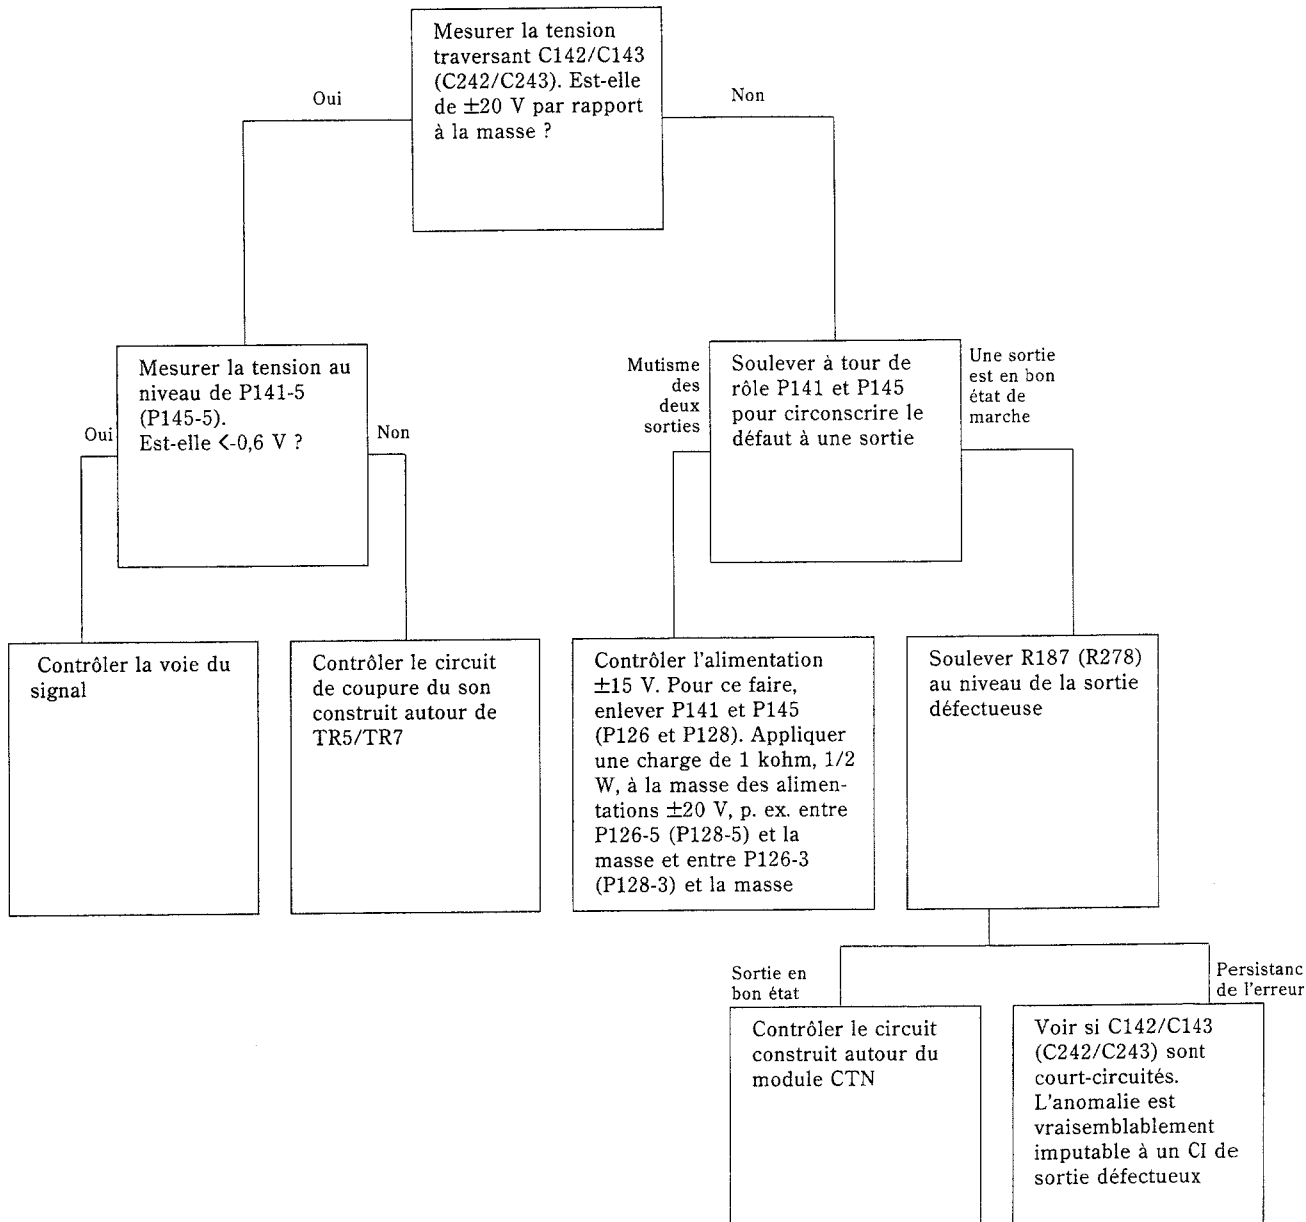 Mesurer la tension
traversant C142/C143
(C242/C243). Est-elle
de ±20 V par rapport
à la masse ?
Oui
Non
Mesurer la tension au
niveau de P141-5
(P145-5).
Est-elle <-0,6 V ?
Oui
Non
Mutisme
des
deux
sorties
Soulever à tour de
rôle P141 et P145
pour circonscrire le
défaut à une sortie
Une sortie
est en bon
état de
marche
Contrôler la voie du
signal
Contrôler le circuit
de coupure du son
construit autour de
TR5/TR7
Contrôler l'alimentation
±15 V. Pour ce faire,
enlever P141 et P145
(P126 et P128). Appliquer
une charge de 1 kohm, 1/2
W, à la masse des alimen-
tations ±20 V, p. ex. entre
P126-5 (P128-5) et la
masse et entre P126-3
(P128-3) et la masse
Soulever R187 (R278)
au niveau de la sortie
défectueuse
Sortie en
bon état
Persistanc
de l'erreur
Contrôler le circuit
construit autour du
module CTN
Voir si C142/C143
(C242/C243) sont
court-circuités.
L'anomalie est
vraisemblablement
imputable à un CI de
sortie défectueux